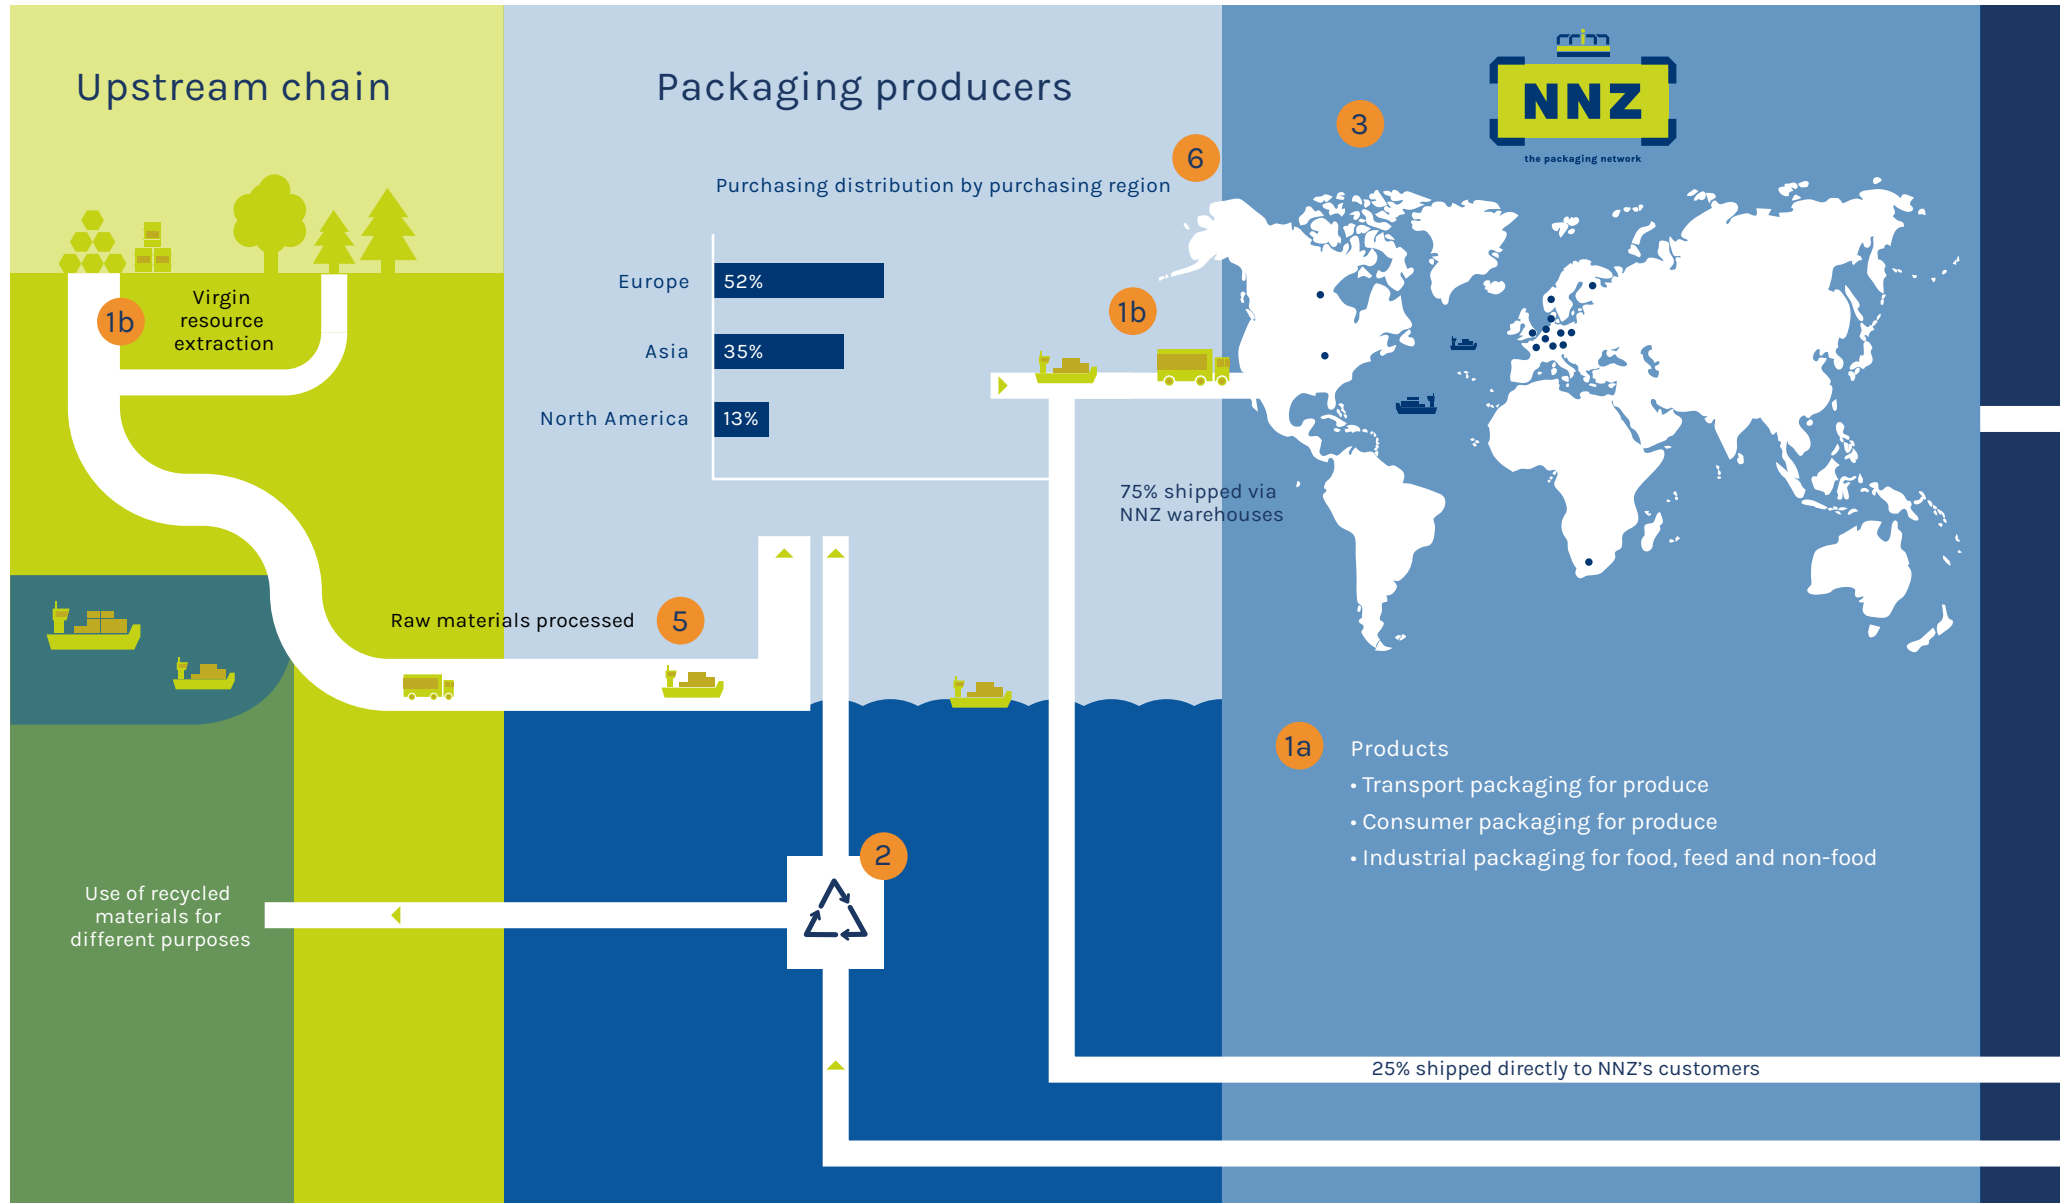 Upstream chain
1b
Virgin
resource
extraction
Raw materials processed
5
Use of recycled
materials for
different purposes
Packaging producers
6
Purchasing distribution by purchasing region
Europe
52%
Asia
35%
North America
13%
1b
75% shipped via
NNZ warehouses
2
3
NNZ
the packaging network
1a
Products
• Transport packaging for produce
• Consumer packaging for produce
• Industrial packaging for food, feed and non-food
25% shipped directly to NNZ's customers